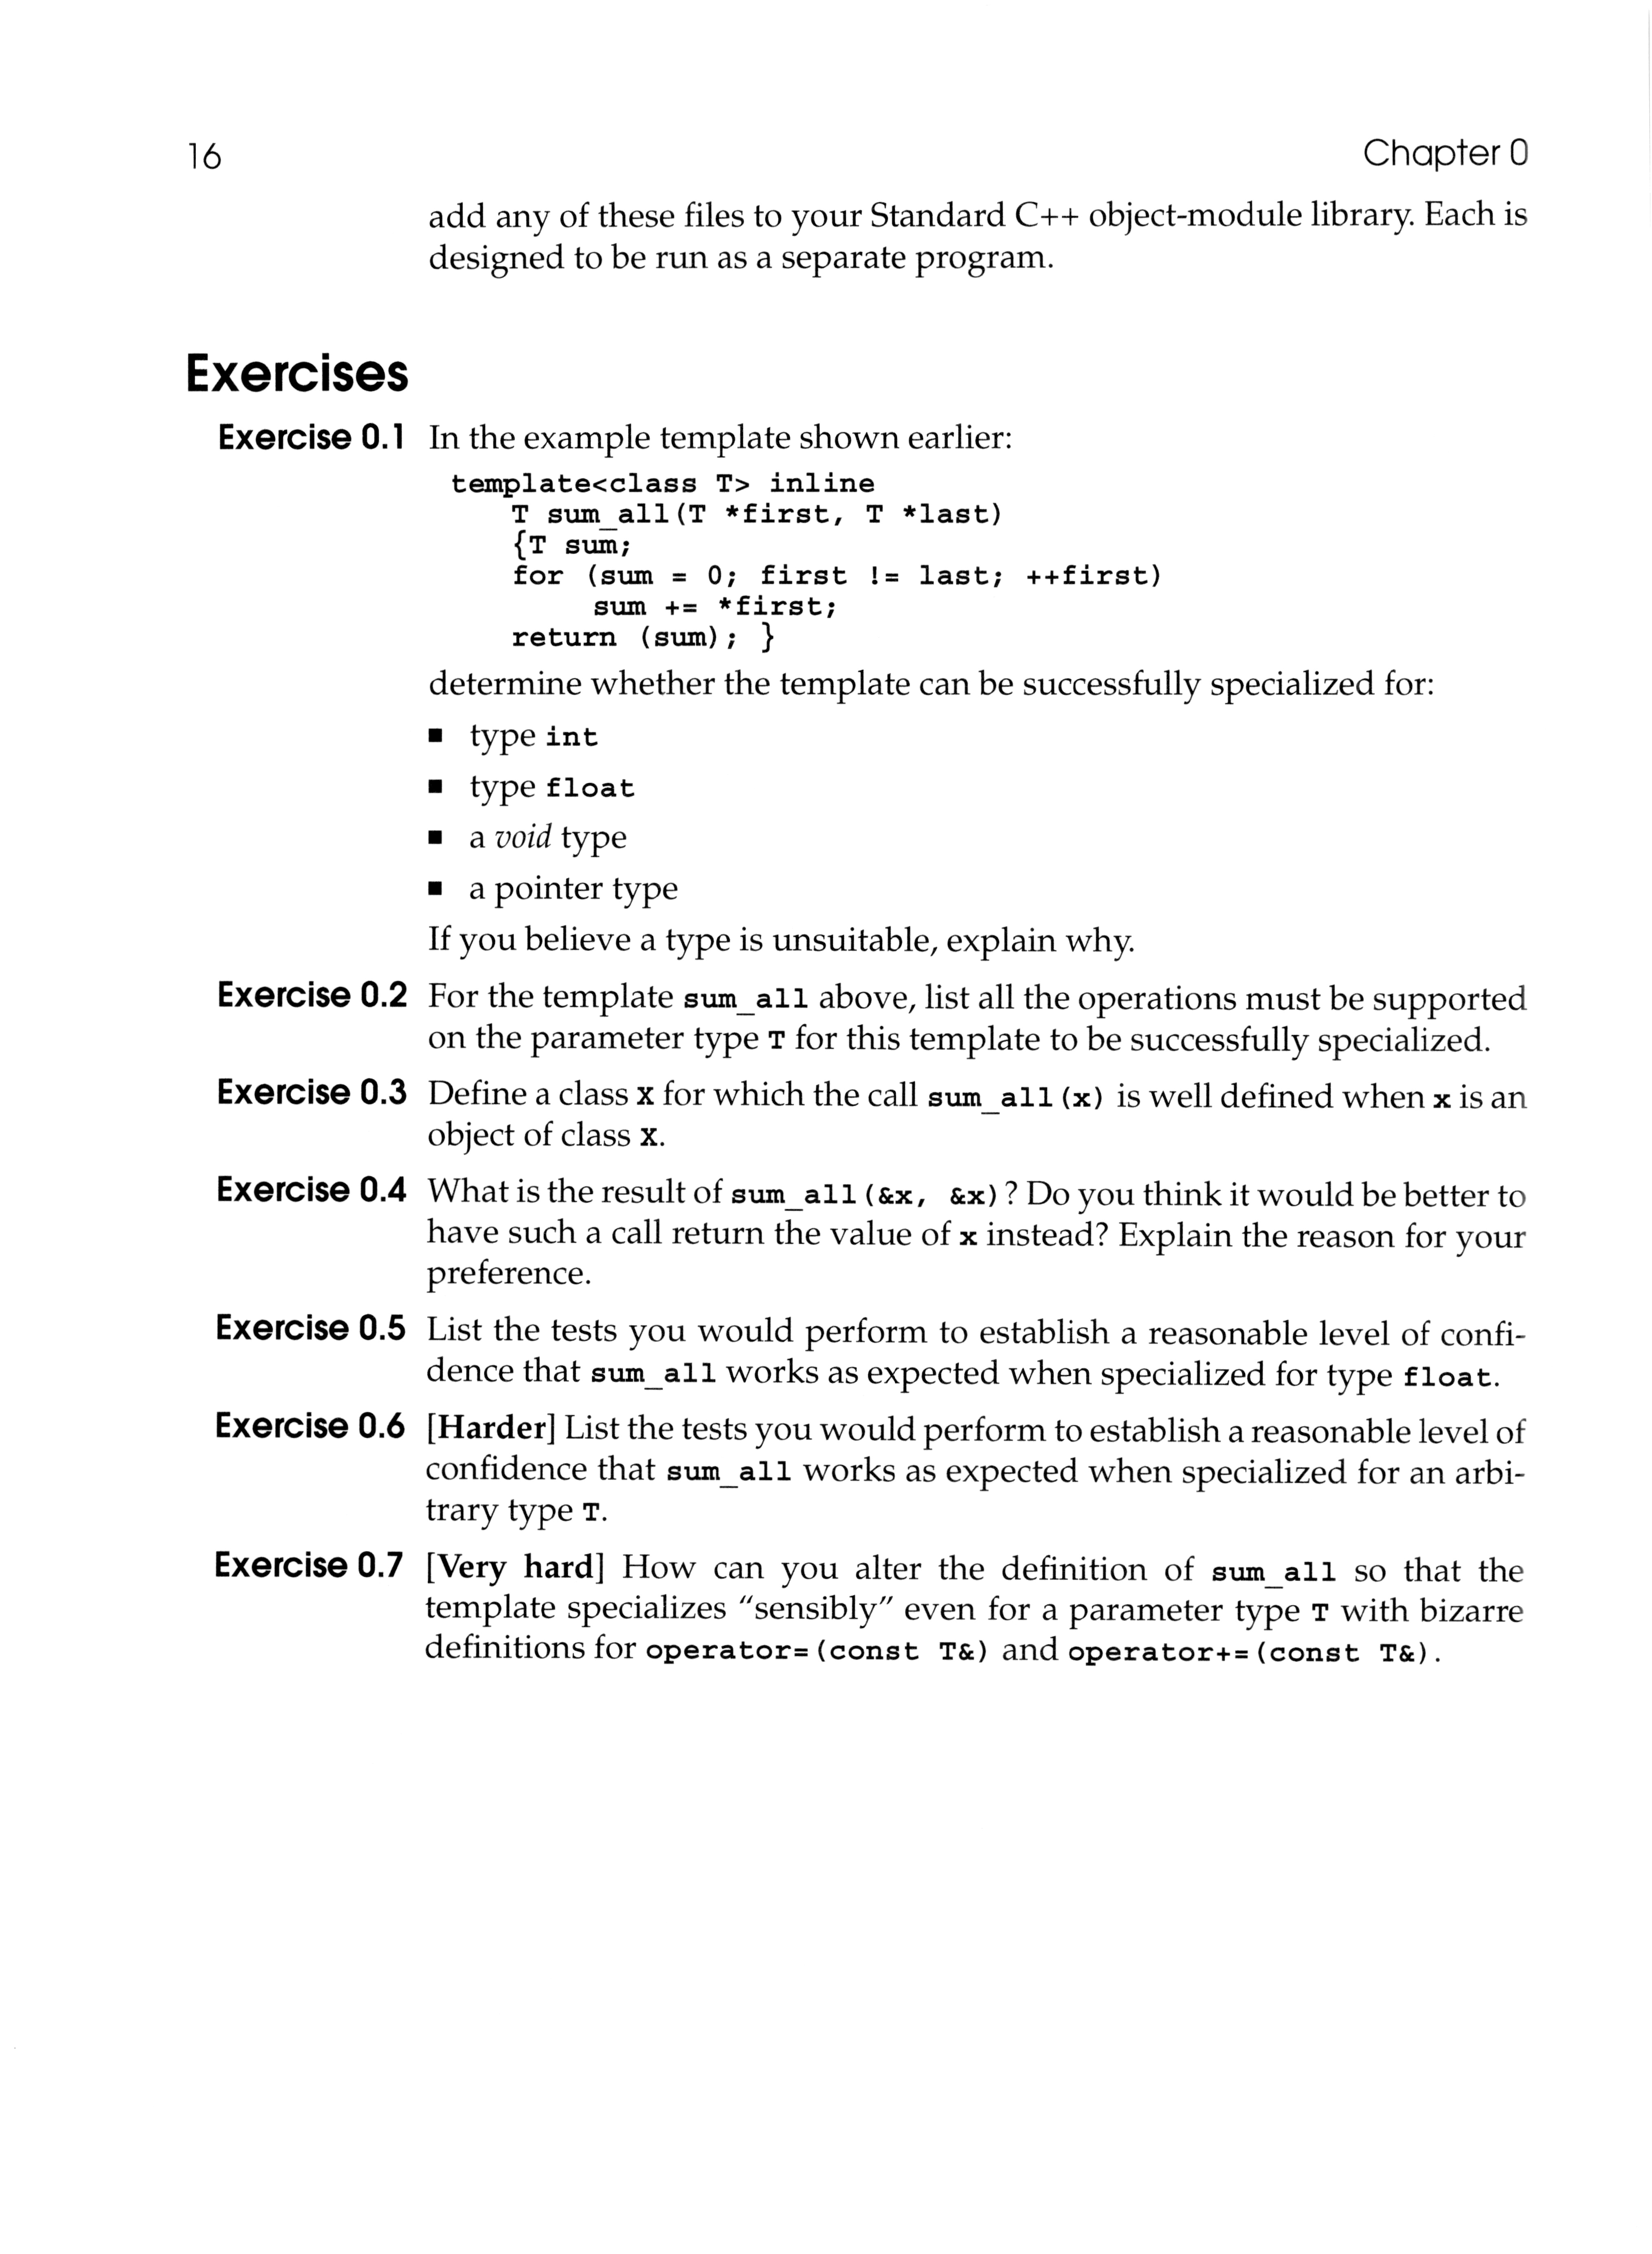 16 Chapter 0
add any of these files to your Standard C++ object-module library. Each is
designed to be run as a separate program.
Exercises
Exercise 0.1 In the example template shown earlier:
template<class T> inline
T sum_all(T *first, T *last)
{T sum;
for (sum = 0; first != last; ++first)
sum += *first;
return (sum); }
determine whether the template can be successfully specialized for:
■ type int
■ type float
■ a void type
■ a pointer type
If you believe a type is unsuitable, explain why.
Exercise 0.2 For the template sum_all above, list all the operations must be supported
on the parameter type T for this template to be successfully specialized.
Exercise 0.3 Define a class X for which the call sum_all(x) is well defined when x is an
object of class X.
Exercise 0.4 What is the result of sum_all(&x, &x)? Do you think it would be better to
have such a call return the value of x instead? Explain the reason for your
preference.
Exercise 0.5 List the tests you would perform to establish a reasonable level of confi-
dence that sum_all works as expected when specialized for type float.
Exercise 0.6 [Harder] List the tests you would perform to establish a reasonable level of
confidence that sum_all works as expected when specialized for an arbi-
trary type T.
Exercise 0.7 [Very hard] How can you alter the definition of sum_all so that the
template specializes "sensibly" even for a parameter type T with bizarre
definitions for operator=(const T&) and operator+=(const T&).